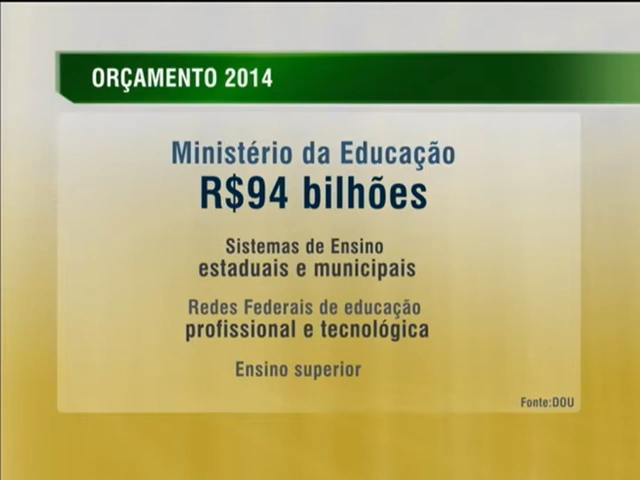 ORÇAMENTO 2014
Ministério da Educação
R$94 bilhões
Sistemas de Ensino
estaduais e municipais
Redes Federais de educação
profissional e tecnológica
Ensino superior
Fonte:DOU